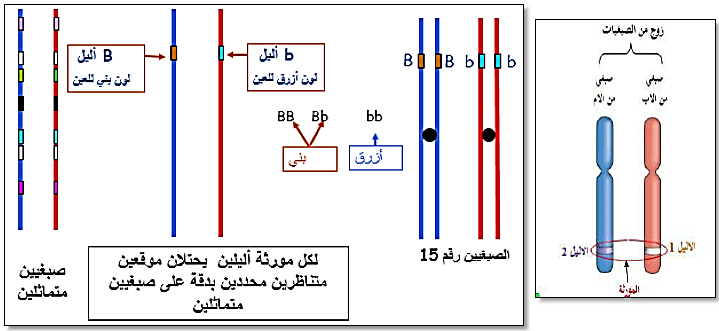 أليل B
لون بني للعين
أليل b
لون أزرق للعين
BB Bb bb
بني
أزرق
B B b b
الصبغيين رقم 15
صبغيين
متماثلين
لكل مورثة أليلين يحتلان موقعين
متناظرين محددين بدقة على صبغيين
متماثلين
زوج من الصبغيات
صبغي
من الام
صبغي
من الاب
الاليل 2
الاليل 1
المورثة